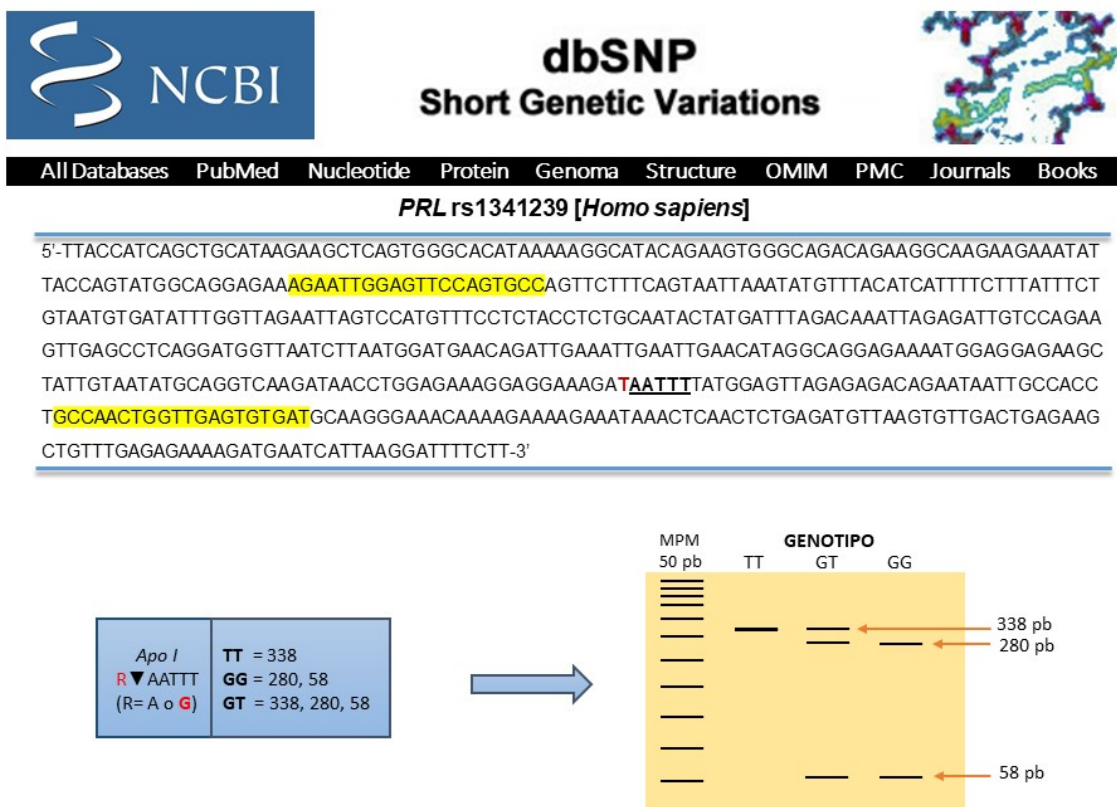 NCBI
dbSNP
Short Genetic Variations
All Databases PubMed Nucleotide Protein Genoma Structure OMIM PMC Journals Books
PRL rs1341239 [Homo sapiens]
5'-TTACCATCAGCTGCATAAGAAGCTCAGTGGGCACATAAAAAGGCATACAGAAGTGGGCAGACAGAAGGCAAGAAGAAATAT
TACCAGTATGGCAGGAGAAAGAATTGGAGTTCCAGTGCCAGTTCTTTCAGTAATTAAATATGTTTACATCATTTTCTTTATTTCT
GTAATGTGATATTTGGTTAGAATTAGTCCATGTTTCCTCTACCTCTGCAATACTATGATTTAGACAAATTAGAGATTGTCCAGAA
GTTGAGCCTCAGGATGGTTAATCTTAATGGATGAACAGATTGAAATTGAATTGAACATAGGCAGGAGAAAATGGAGGAGAAGC
TATTGTAATATGCAGGTCAAGATAACCTGGAGAAAGGAGGAAAGATAATTTTATGGAGTTAGAGAGACAGAATAATTGCCACC
TGCCAACTGGTTGAGTGTGATGCAAGGGAAACAAAAGAAAAGAAATAAACTCAACTCTGAGATGTTAAGTGTTGACTGAGAAG
CTGTTTGAGAGAAAAGATGAATCATTAAGGATTTTCTT-3'
MPM
50 pb
GENOTIPO
TT GT GG
338 pb
280 pb
58 pb
Apo I
R▼AATTT
(R= A o G)
TT = 338
GG = 280, 58
GT = 338, 280, 58